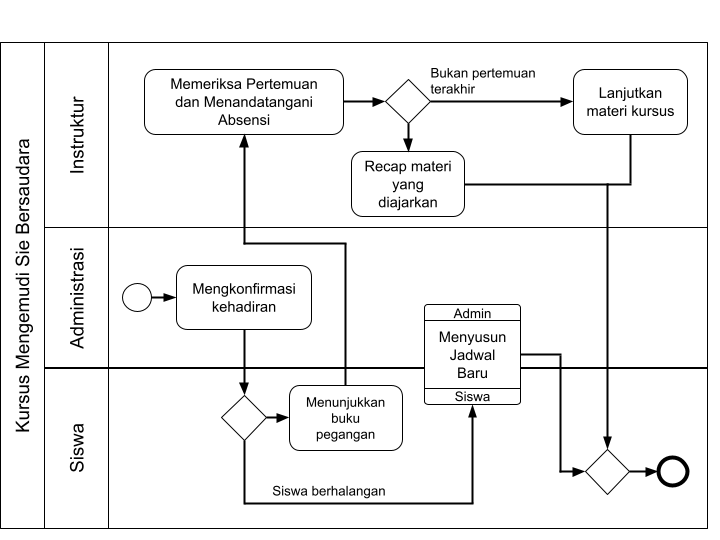 Kursus Mengemudi Sie Bersaudara
Instruktur
Memeriksa Pertemuan
dan Menandatangani
Absensi
Bukan pertemuan
terakhir
Lanjutkan
materi kursus
Recap materi
yang
diajarkan
Administrasi
Mengkonfirmasi
kehadiran
Admin
Menyusun
Jadwal
Baru
Siswa
Siswa
Menunjukkan
buku
pegangan
Siswa berhalangan